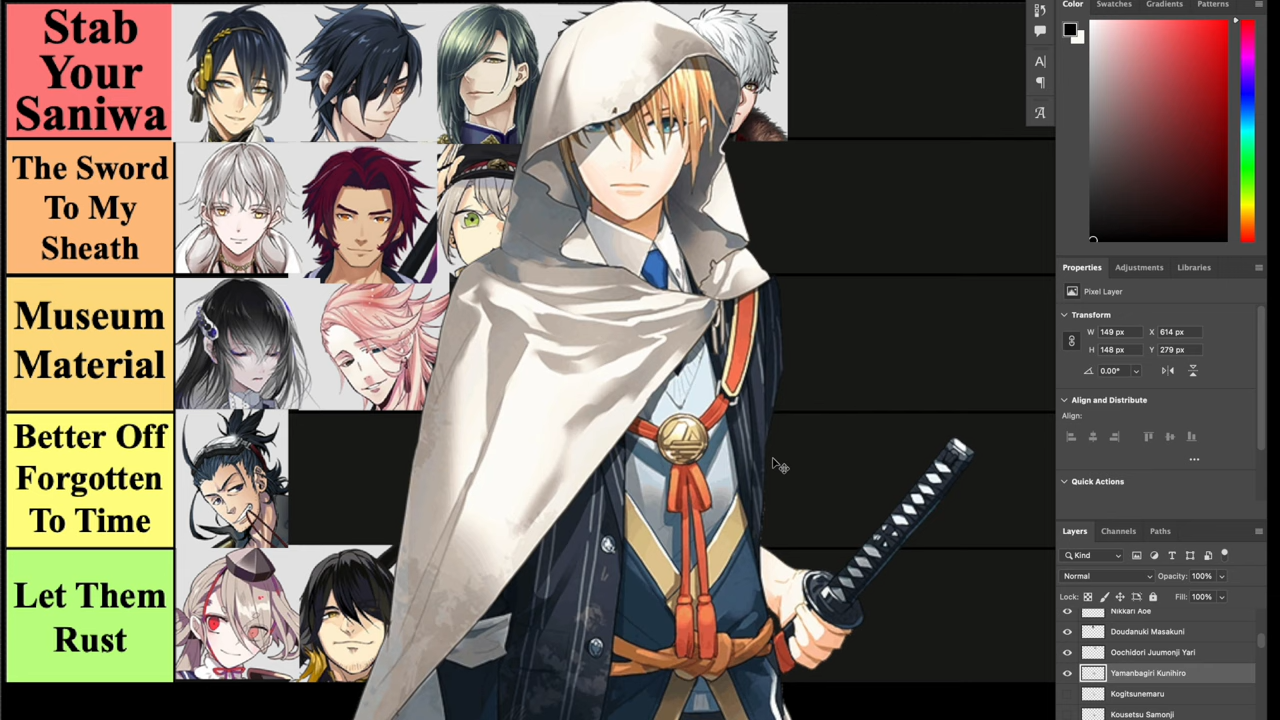 Stab
Your
Saniwa
The Sword
To My
Sheath
Museum
Material
Better Off
Forgotten
To Time
Let Them
Rust
Color
Swatches
Gradients
Patterns
A|
Properties
Adjustments
Libraries
Pixel Layer
Transform
W 149 px X 614 px
H 148 px Y 279 px
0.00°
Align and Distribute
Align:
Quick Actions
Layers
Channels
Paths
Kind
Normal Opacity: 100%
Lock: Fill: 100%
Nikkari Aoe
Doudanuki Masakuni
Oochidori Juumonji Yari
Yamanbagiri Kunihiro
Kogitsunemaru
Kousetsu Samonji